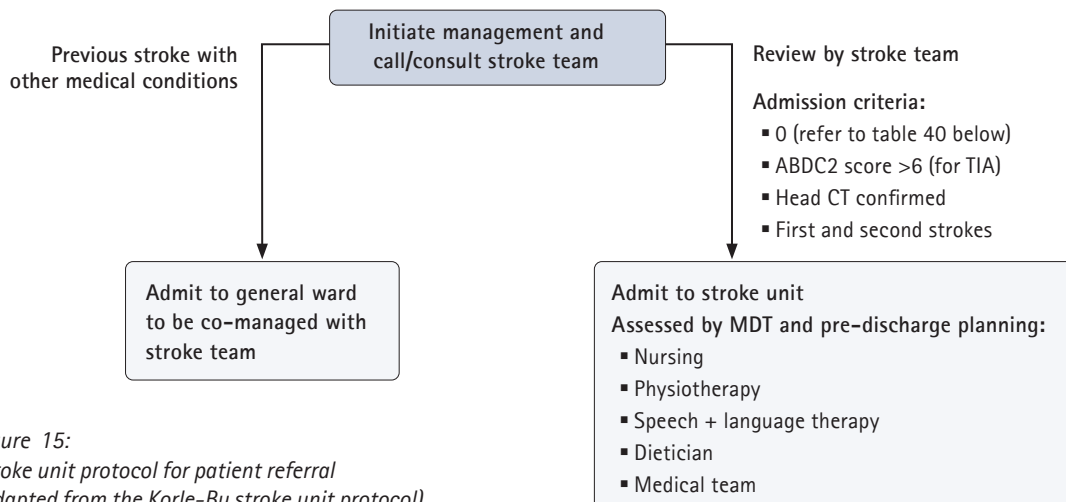 Initiate management and
call/consult stroke team
Previous stroke with
other medical conditions
Review by stroke team
Admission criteria:
▪ 0 (refer to table 40 below)
▪ ABDC2 score >6 (for TIA)
▪ Head CT confirmed
▪ First and second strokes
Admit to general ward
to be co-managed with
stroke team
Admit to stroke unit
Assessed by MDT and pre-discharge planning:
▪ Nursing
▪ Physiotherapy
▪ Speech + language therapy
▪ Dietician
▪ Medical team
ure 15:
roke unit protocol for patient referral
dapted from the Korle-Bu stroke unit protocol)